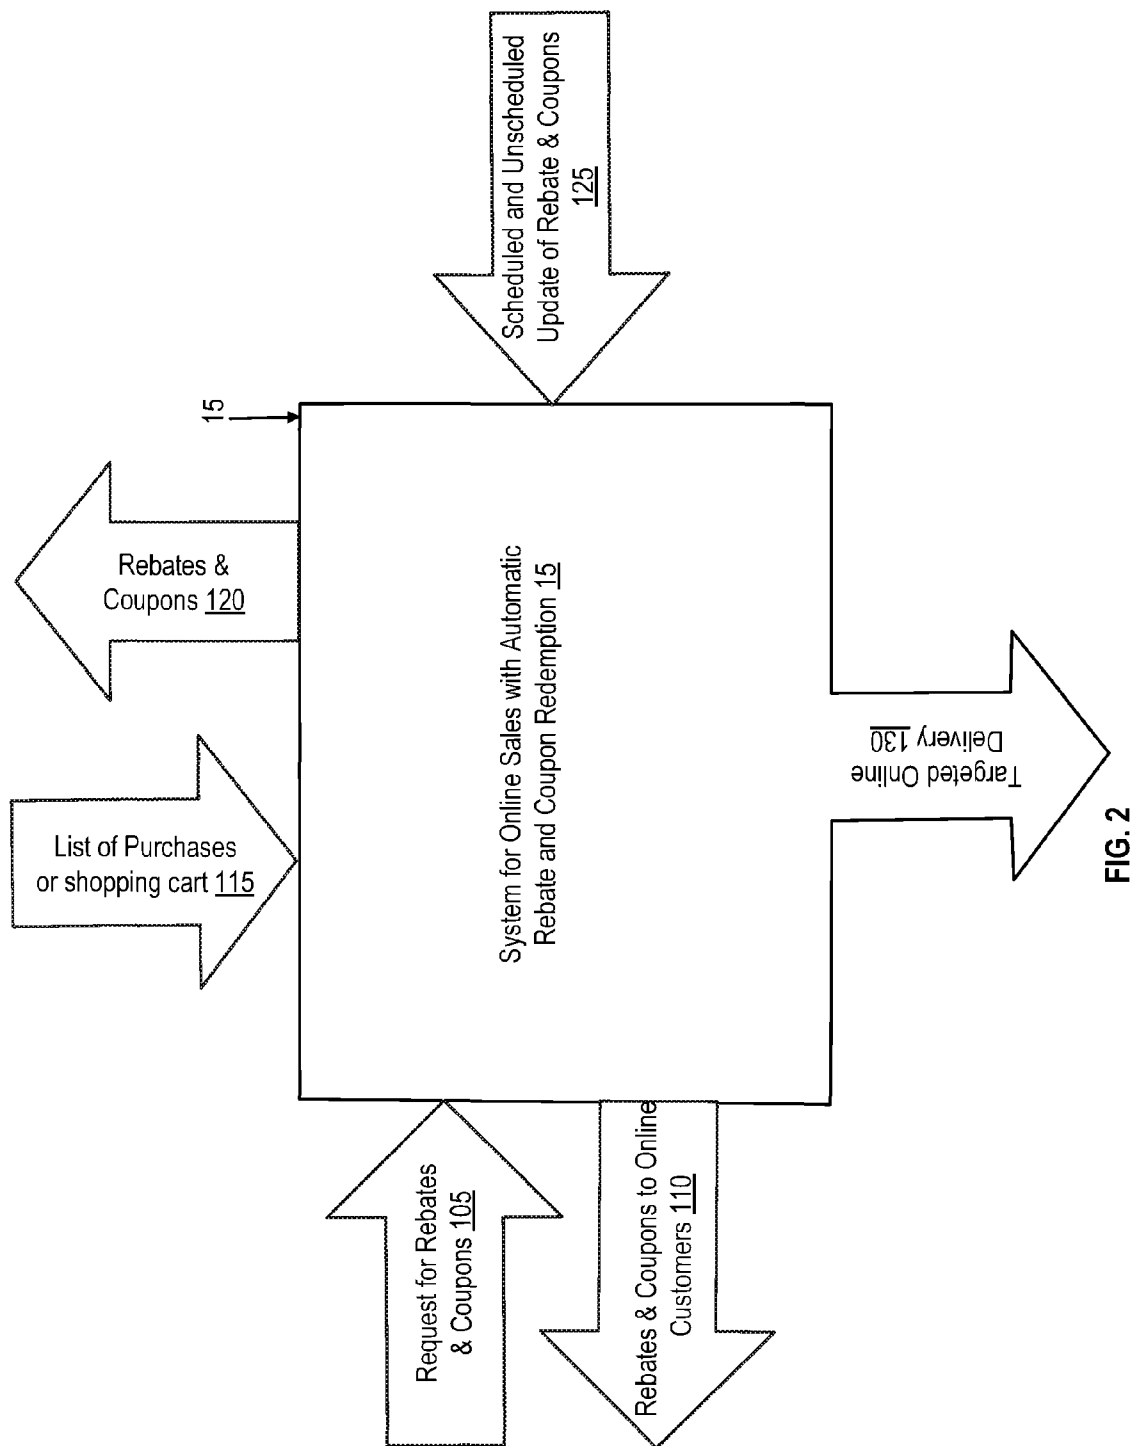 Scheduled and Unscheduled
Update of Rebate & Coupons
125
15
Rebates &
Coupons 120
List of Purchases
or shopping cart 115
System for Online Sales with Automatic
Rebate and Coupon Redemption 15
Request for Rebates
& Coupons 105
Rebates & Coupons to Online
Customers 110
Targeted Online
Delivery 130
FIG. 2